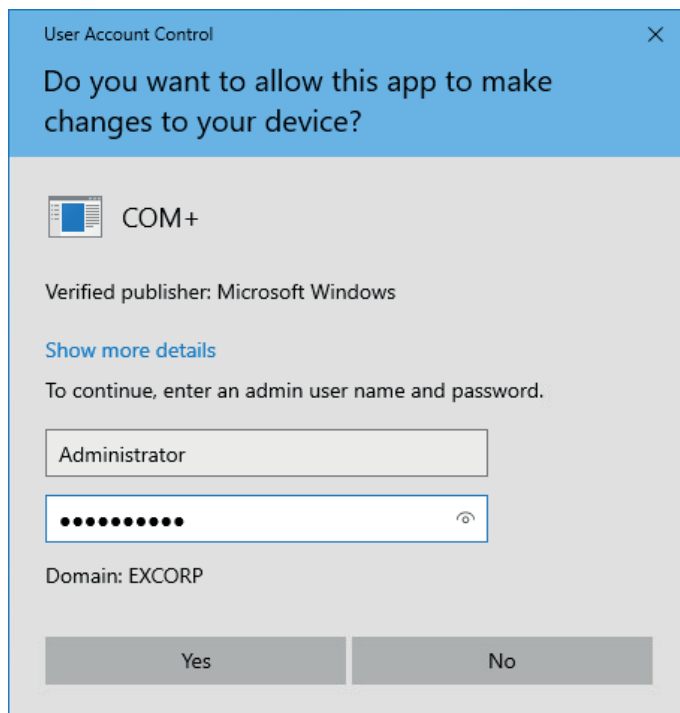 User Account Control
Do you want to allow this app to make
changes to your device?
COM+
Verified publisher: Microsoft Windows
Show more details
To continue, enter an admin user name and password.
Administrator
●●●●●●●●●●
Domain: EXCORP
Yes No